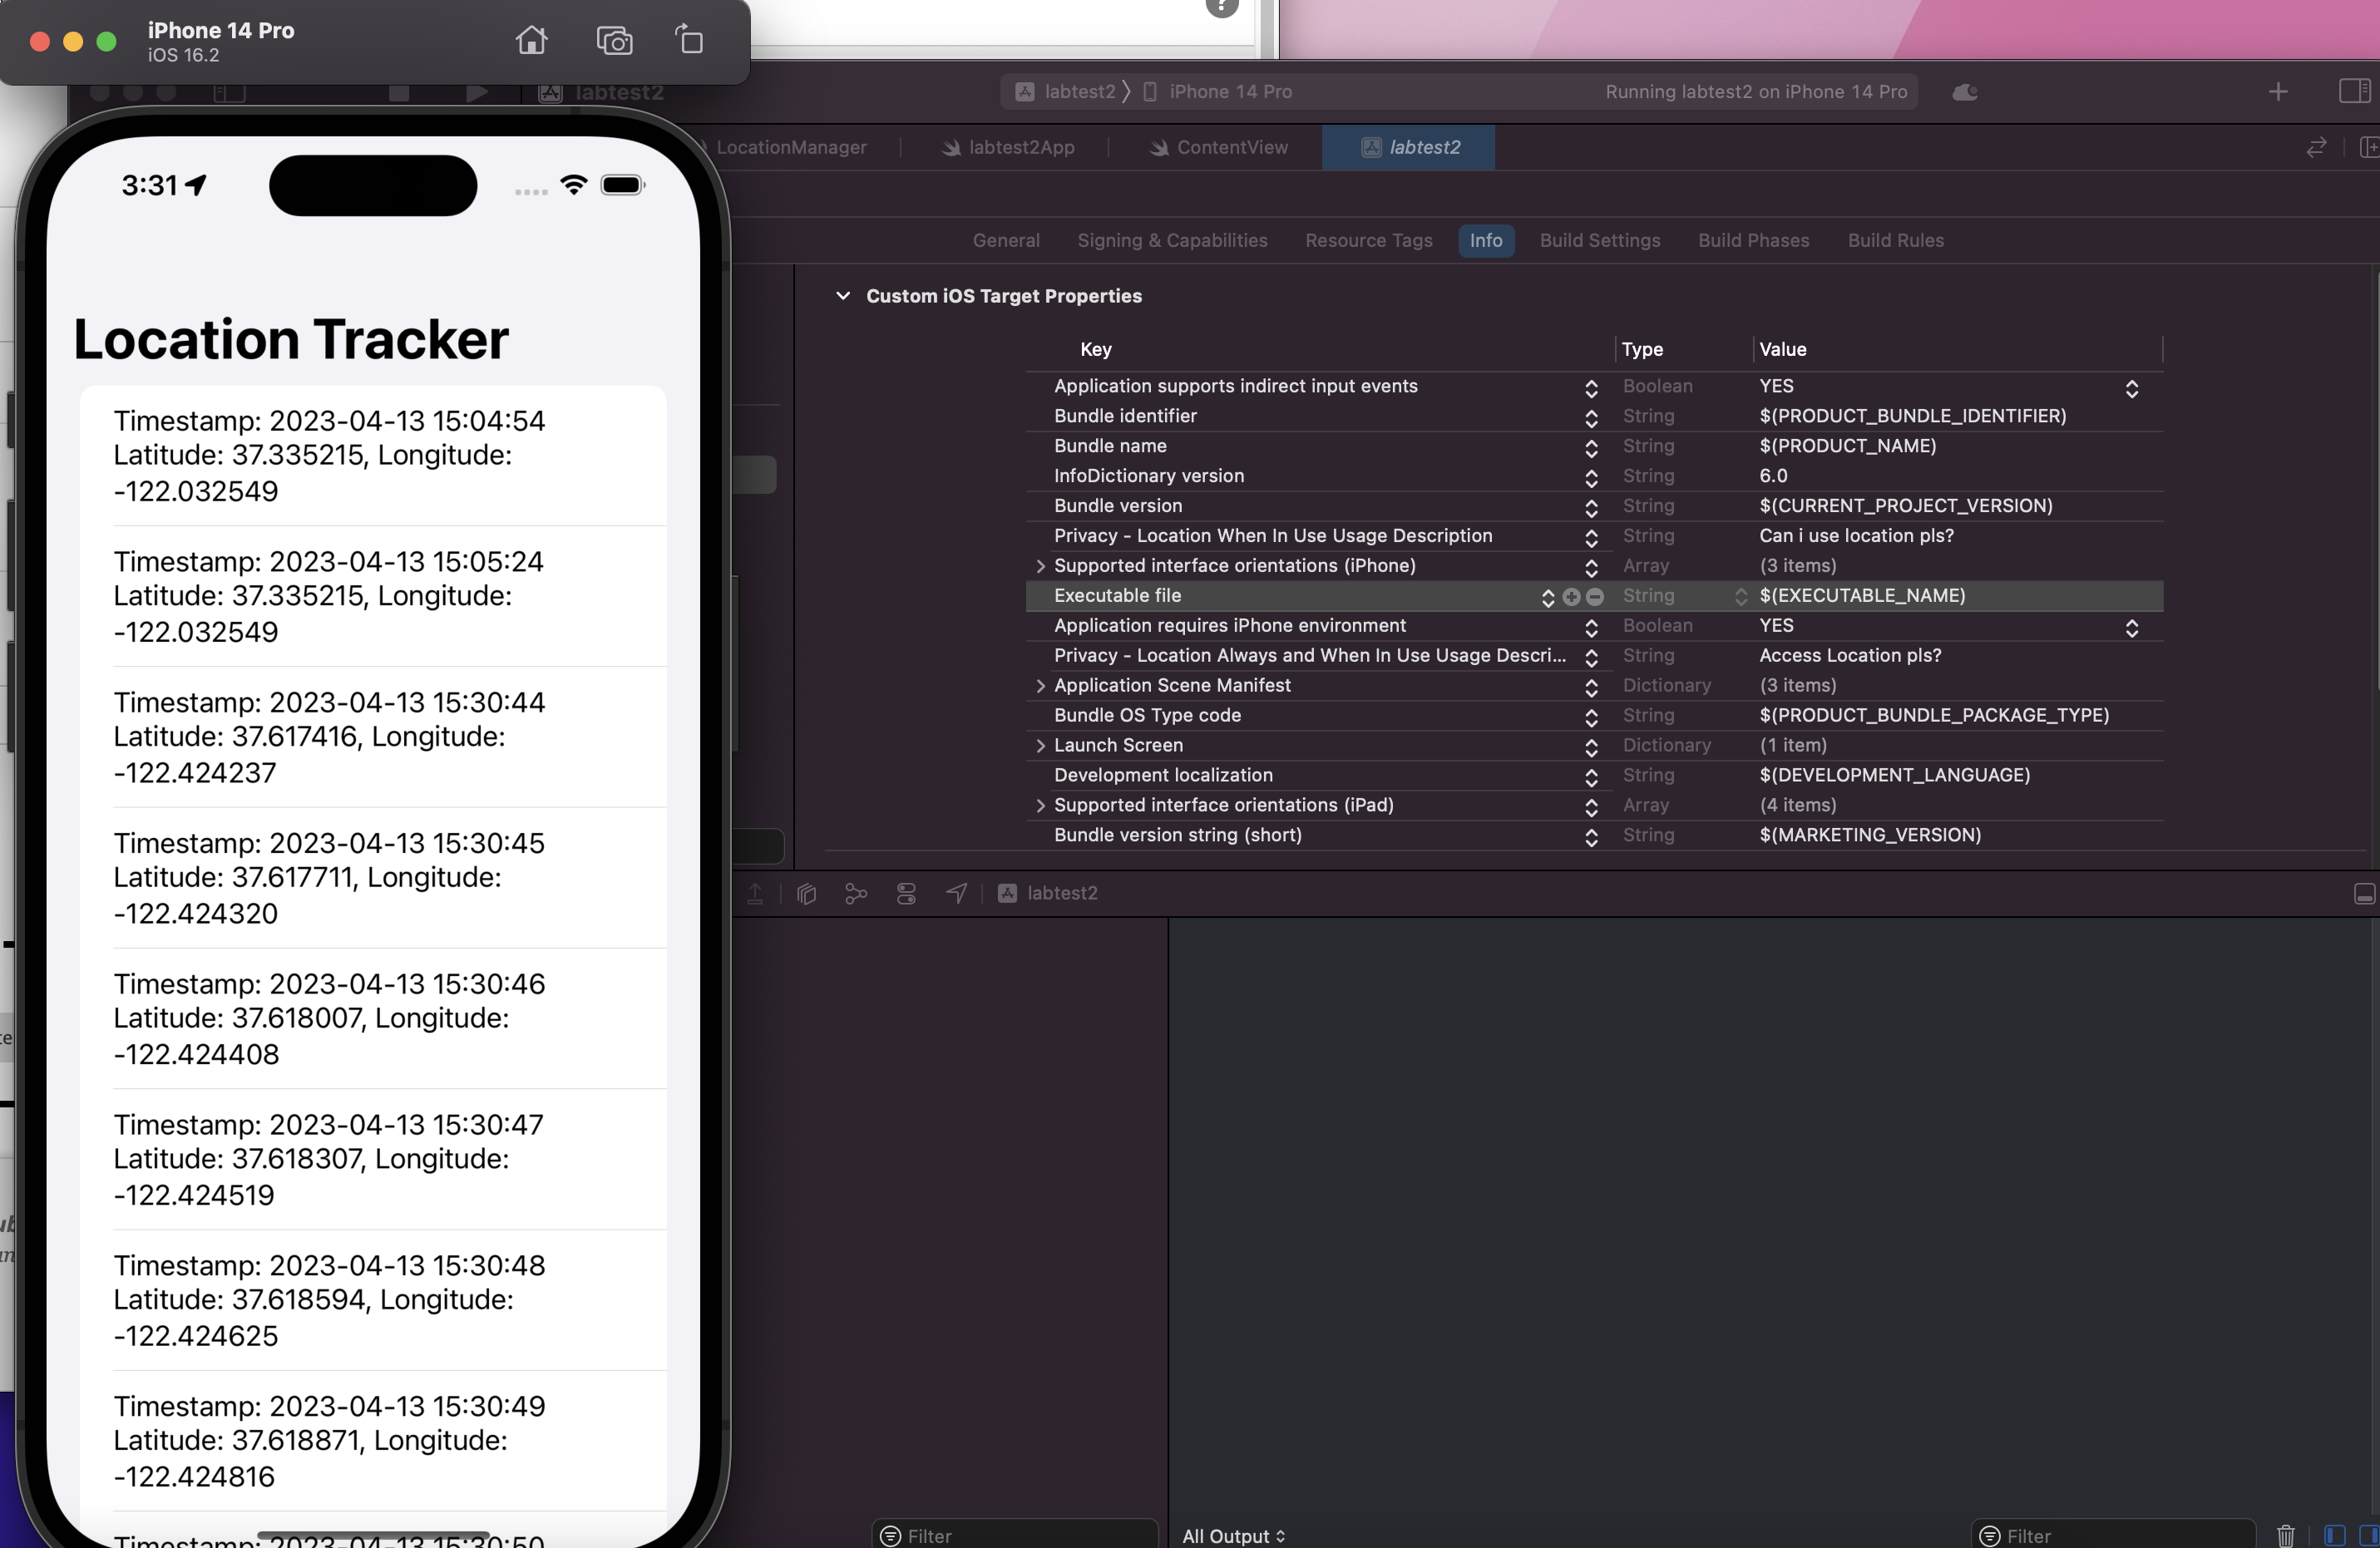 iPhone 14 Pro
iOS 16.2
labtest2
labtest2 〉 iPhone 14 Pro
Running labtest2 on iPhone 14 Pro
LocationManager
labtest2App
ContentView
labtest2
General
Signing & Capabilities
Resource Tags
Info
Build Settings
Build Phases
Build Rules
3:31
Location Tracker
Timestamp: 2023-04-13 15:04:54
Latitude: 37.335215, Longitude:
-122.032549
Timestamp: 2023-04-13 15:05:24
Latitude: 37.335215, Longitude:
-122.032549
Timestamp: 2023-04-13 15:30:44
Latitude: 37.617416, Longitude:
-122.424237
Timestamp: 2023-04-13 15:30:45
Latitude: 37.617711, Longitude:
-122.424320
Timestamp: 2023-04-13 15:30:46
Latitude: 37.618007, Longitude:
-122.424408
Timestamp: 2023-04-13 15:30:47
Latitude: 37.618307, Longitude:
-122.424519
Timestamp: 2023-04-13 15:30:48
Latitude: 37.618594, Longitude:
-122.424625
Timestamp: 2023-04-13 15:30:49
Latitude: 37.618871, Longitude:
-122.424816
Timestamp: 2023-04-13 15:30:50
Custom iOS Target Properties
Key Type Value
Application supports indirect input events Boolean YES
Bundle identifier String $(PRODUCT_BUNDLE_IDENTIFIER)
Bundle name String $(PRODUCT_NAME)
InfoDictionary version String 6.0
Bundle version String $(CURRENT_PROJECT_VERSION)
Privacy - Location When In Use Usage Description String Can i use location pls?
Supported interface orientations (iPhone) Array (3 items)
Executable file String $(EXECUTABLE_NAME)
Application requires iPhone environment Boolean YES
Privacy - Location Always and When In Use Usage Descri... String Access Location pls?
Application Scene Manifest Dictionary (3 items)
Bundle OS Type code String $(PRODUCT_BUNDLE_PACKAGE_TYPE)
Launch Screen Dictionary (1 item)
Development localization String $(DEVELOPMENT_LANGUAGE)
Supported interface orientations (iPad) Array (4 items)
Bundle version string (short) String $(MARKETING_VERSION)
labtest2
Filter
All Output
Filter